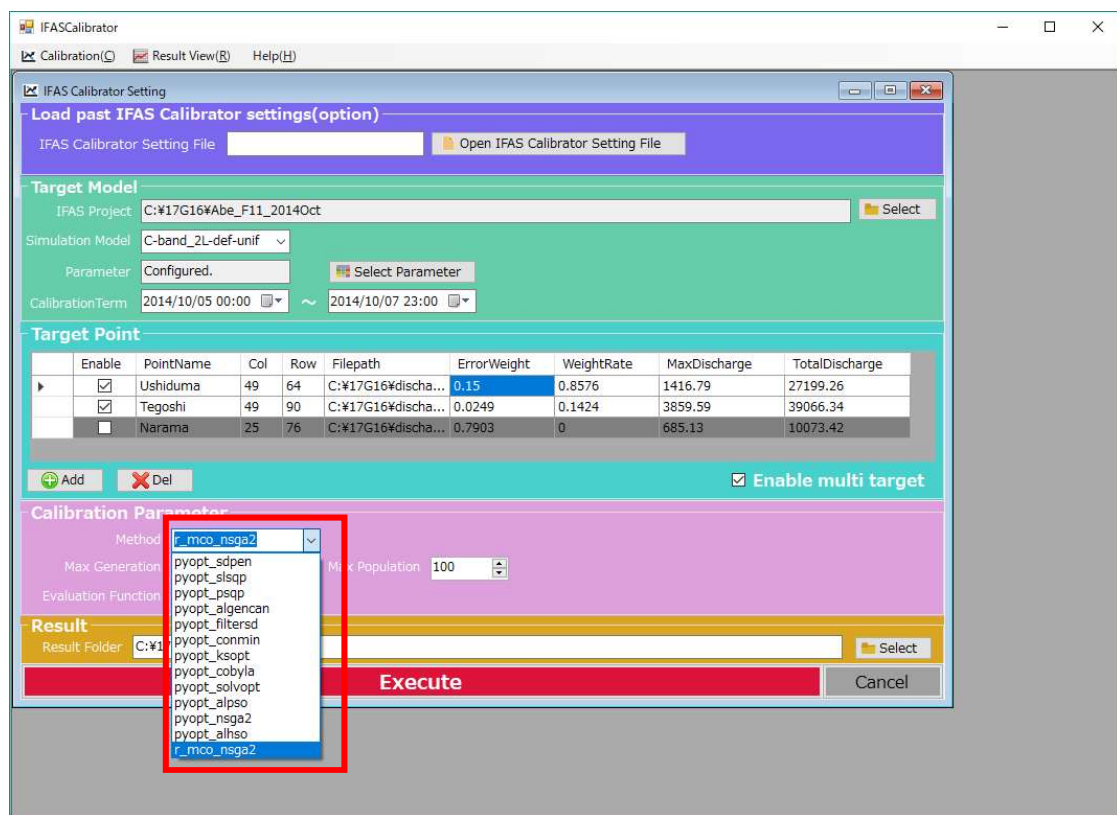 IFASCalibrator
Calibration(C) Result View(R) Help(H)
IFAS Calibrator Setting
Load past IFAS Calibrator settings(option)
IFAS Calibrator Setting File Open IFAS Calibrator Setting File
Target Model
IFAS Project C:¥17G16¥Abe_F11_2014Oct Select
Simulation Model C-band_2L-def-unif
Parameter Configured. Select Parameter
CalibrationTerm 2014/10/05 00:00 ～ 2014/10/07 23:00
Target Point
Enable PointName Col Row Filepath ErrorWeight WeightRate MaxDischarge TotalDischarge
Ushiduma 49 64 C:¥17G16¥discha... 0.15 0.8576 1416.79 27199.26
Tegoshi 49 90 C:¥17G16¥discha... 0.0249 0.1424 3859.59 39066.34
Narama 25 76 C:¥17G16¥discha... 0.7903 0 685.13 10073.42
Add Del Enable multi target
Calibration Parameter
Method r_mco_nsga2
Max Generation Max Population 100
Evaluation Function
pyopt_sdpen
pyopt_slsqp
pyopt_psqp
pyopt_algencan
pyopt_filtersd
pyopt_conmin
pyopt_ksopt
pyopt_cobyla
pyopt_solvopt
pyopt_alpso
pyopt_nsga2
pyopt_alhso
r_mco_nsga2
Result
Result Folder C:¥17 Select
Execute Cancel